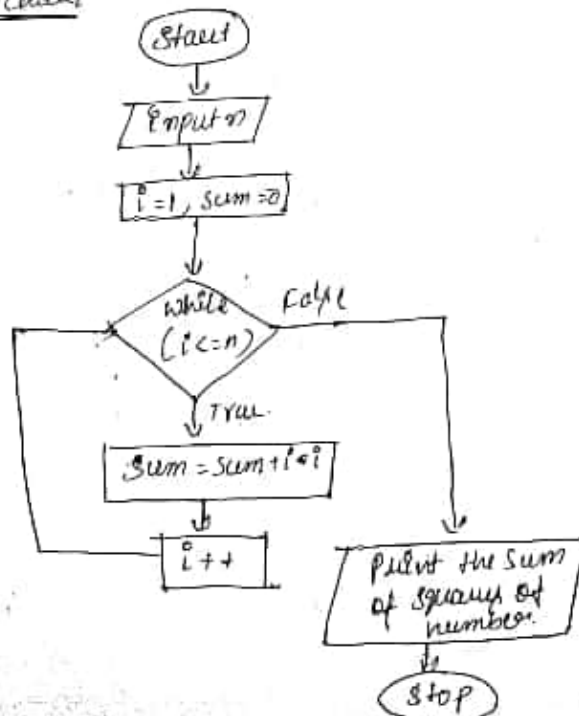 Start
Input n
i=1, sum=0
while
(i<=n)
False
True.
Sum = sum+i*i
i++
Print the sum
of squares of
number.
Stop